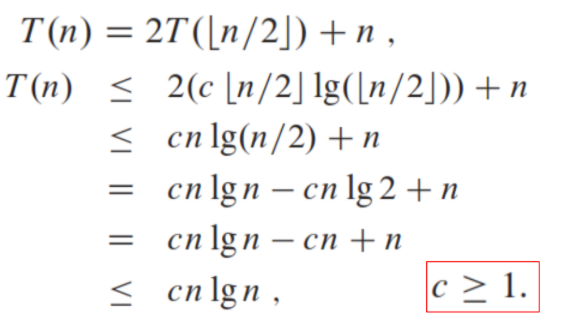 T(n) = 2T(⌊n/2⌋) + n ,
T(n) ≤ 2(c ⌊n/2⌋ lg(⌊n/2⌋)) + n
≤ cn lg(n/2) + n
= cn lg n − cn lg 2 + n
= cn lg n − cn + n
≤ cn lg n , c ≥ 1.